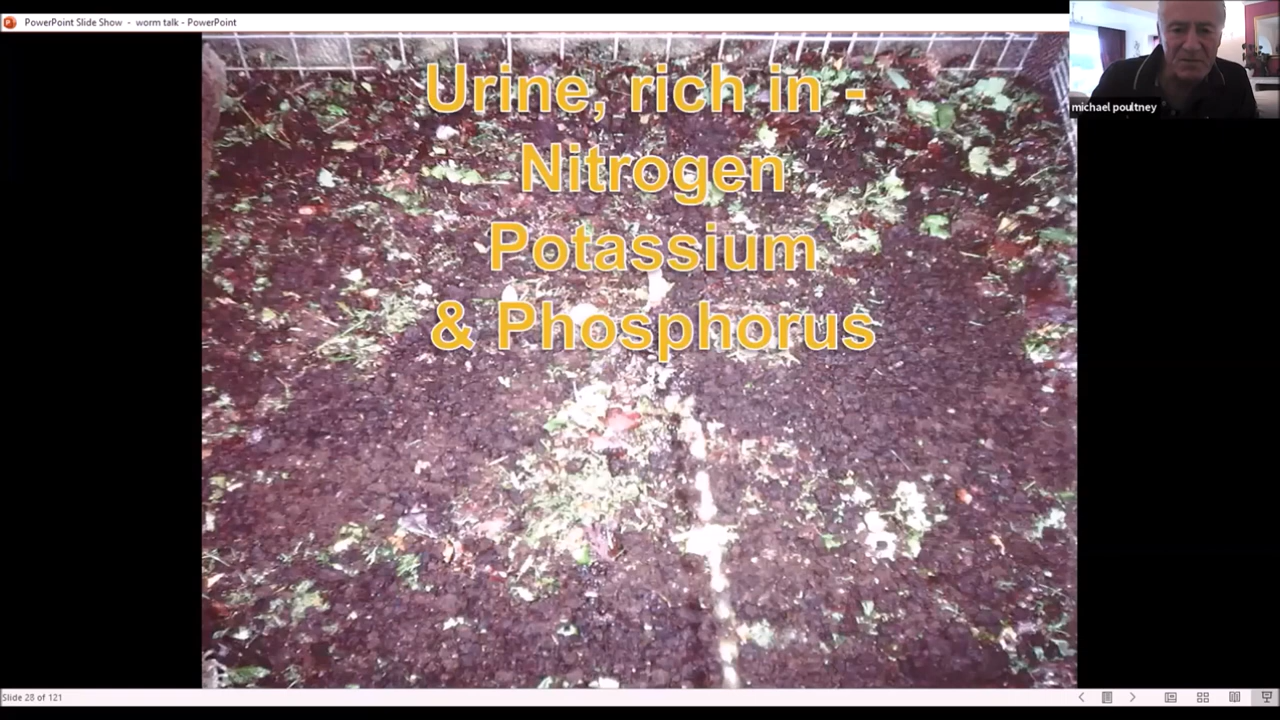 PowerPoint Slide Show - worm talk - PowerPoint
michael poultney
Urine, rich in -
Nitrogen
Potassium
& Phosphorus
Slide 28 of 121